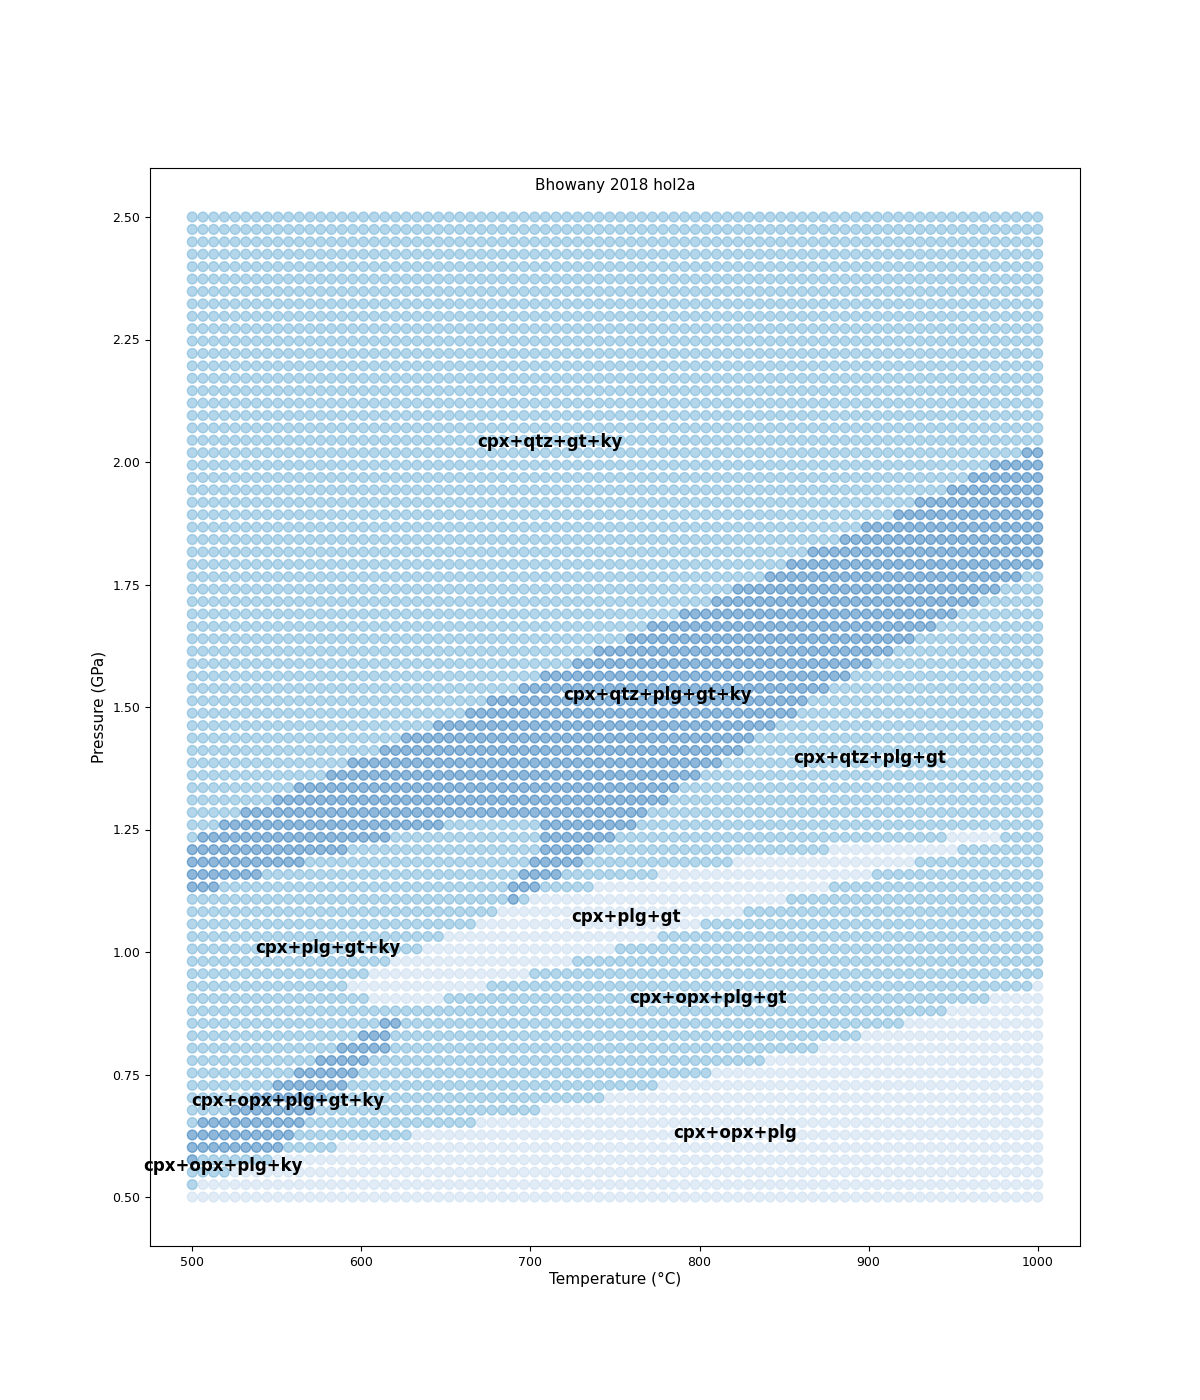 Bhowany 2018 hol2a
2.50
2.25
cpx+qtz+gt+ky
2.00
1.75
cpx+qtz+plg+gt+ky
Pressure (GPa)
1.50
cpx+qtz+plg+gt
1.25
cpx+plg+gt
cpx+plg+gt+ky
1.00
cpx+opx+plg+gt
0.75
cpx+opx+plg+gt+ky
cpx+opx+plg
cpx+opx+plg+ky
0.50
500 600 700 800 900 1000
Temperature (°C)